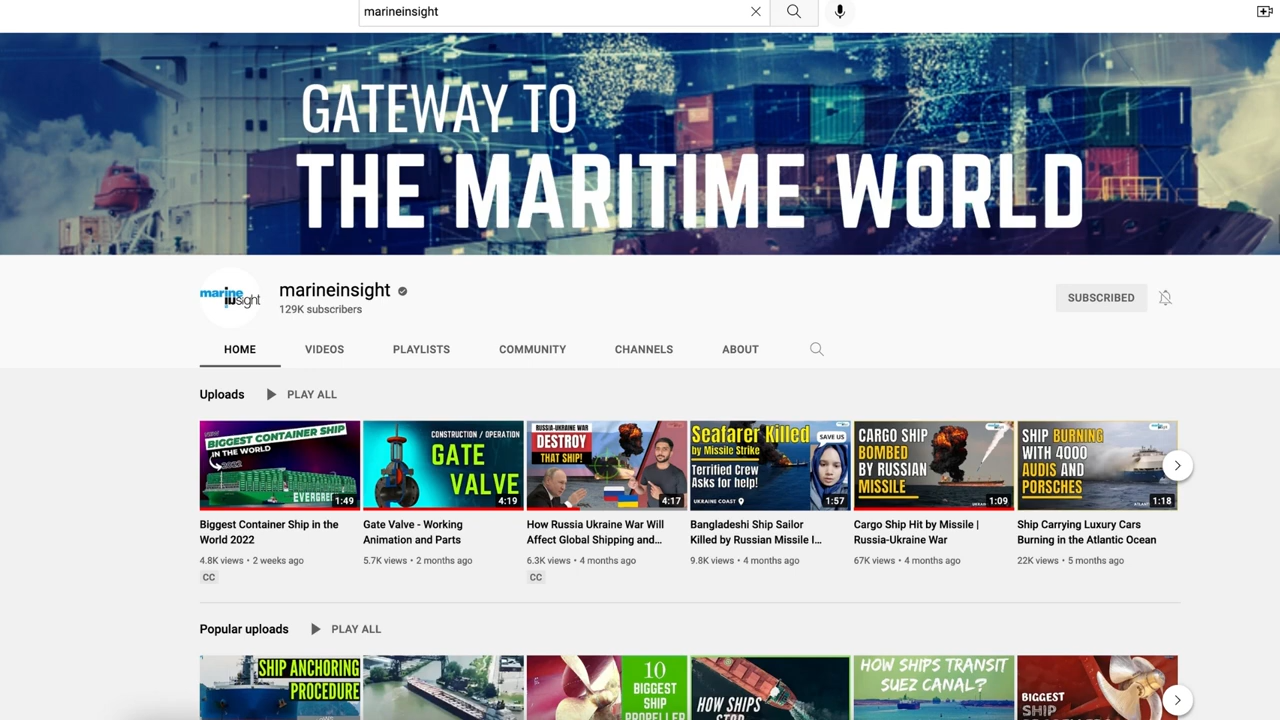 marineinsight
GATEWAY TO
THE MARITIME WORLD
marine
insight
marineinsight
129K subscribers
SUBSCRIBED
HOME
VIDEOS
PLAYLISTS
COMMUNITY
CHANNELS
ABOUT
Uploads
PLAY ALL
BIGGEST CONTAINER SHIP
IN THE WORLD
2022
EVERGRE
1:49
Biggest Container Ship in the
World 2022
4.8K views • 2 weeks ago
CC
CONSTRUCTION / OPERATION
GATE
VALVE
4:19
Gate Valve - Working
Animation and Parts
5.7K views • 2 months ago
RUSSIA-UKRAINE WAR
DESTROY
THAT SHIP!
4:17
How Russia Ukraine War Will
Affect Global Shipping and...
6.3K views • 4 months ago
CC
Seafarer Killed
by Missile Strike
SAVE US
Terrified Crew
Asks for help!
UKRAINE COAST
1:57
Bangladeshi Ship Sailor
Killed by Russian Missile I...
9.8K views • 4 months ago
CARGO SHIP
BOMBED
BY RUSSIAN
MISSILE
1:09
Cargo Ship Hit by Missile |
Russia-Ukraine War
67K views • 4 months ago
SHIP BURNING
WITH 4000
AUDIS AND
PORSCHES
1:18
Ship Carrying Luxury Cars
Burning in the Atlantic Ocean
22K views • 5 months ago
Popular uploads
PLAY ALL
SHIP ANCHORING
PROCEDURE
10
BIGGEST
SHIP
PROPELLER
HOW SHIPS
STOP
HOW SHIPS TRANSIT
SUEZ CANAL?
BIGGEST
SHIP